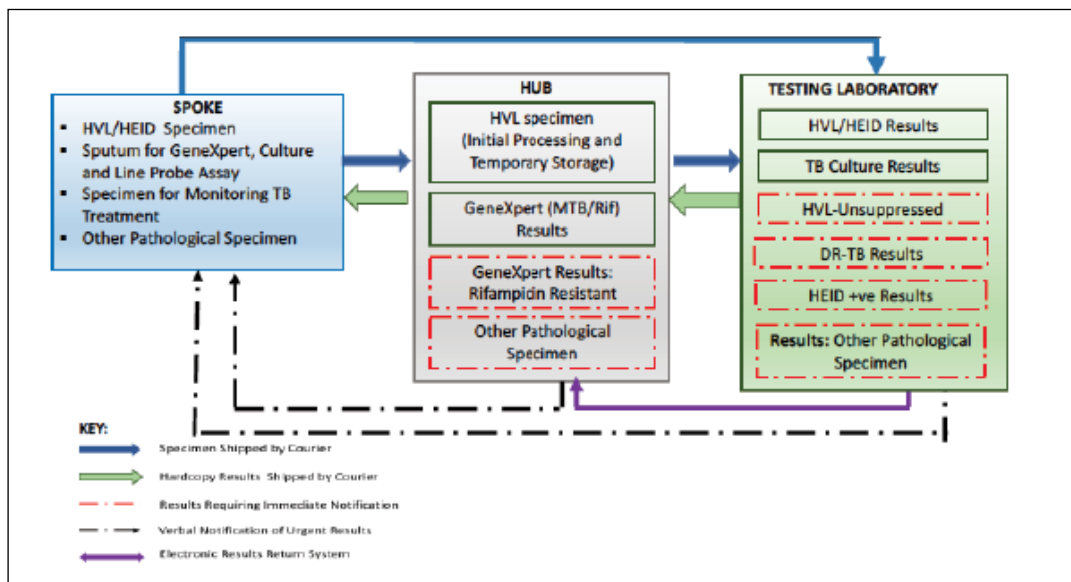 SPOKE
▪ HVL/HEID Specimen
▪ Sputum for GeneXpert, Culture
and Line Probe Assay
▪ Specimen for Monitoring TB
Treatment
▪ Other Pathological Specimen
HUB
HVL specimen
(Initial Processing and
Temporary Storage)
GeneXpert (MTB/Rif)
Results
GeneXpert Results:
Rifampidin Resistant
Other Pathological
Specimen
TESTING LABORATORY
HVL/HEID Results
TB Culture Results
HVL-Unsuppressed
DR-TB Results
HEID +ve Results
Results: Other Pathological
Specimen
KEY:
Specimen Shipped by Courier
Hardcopy Results Shipped by Courier
Results Requiring Immediate Notification
Verbal Notification of Urgent Results
Electronic Results Return System